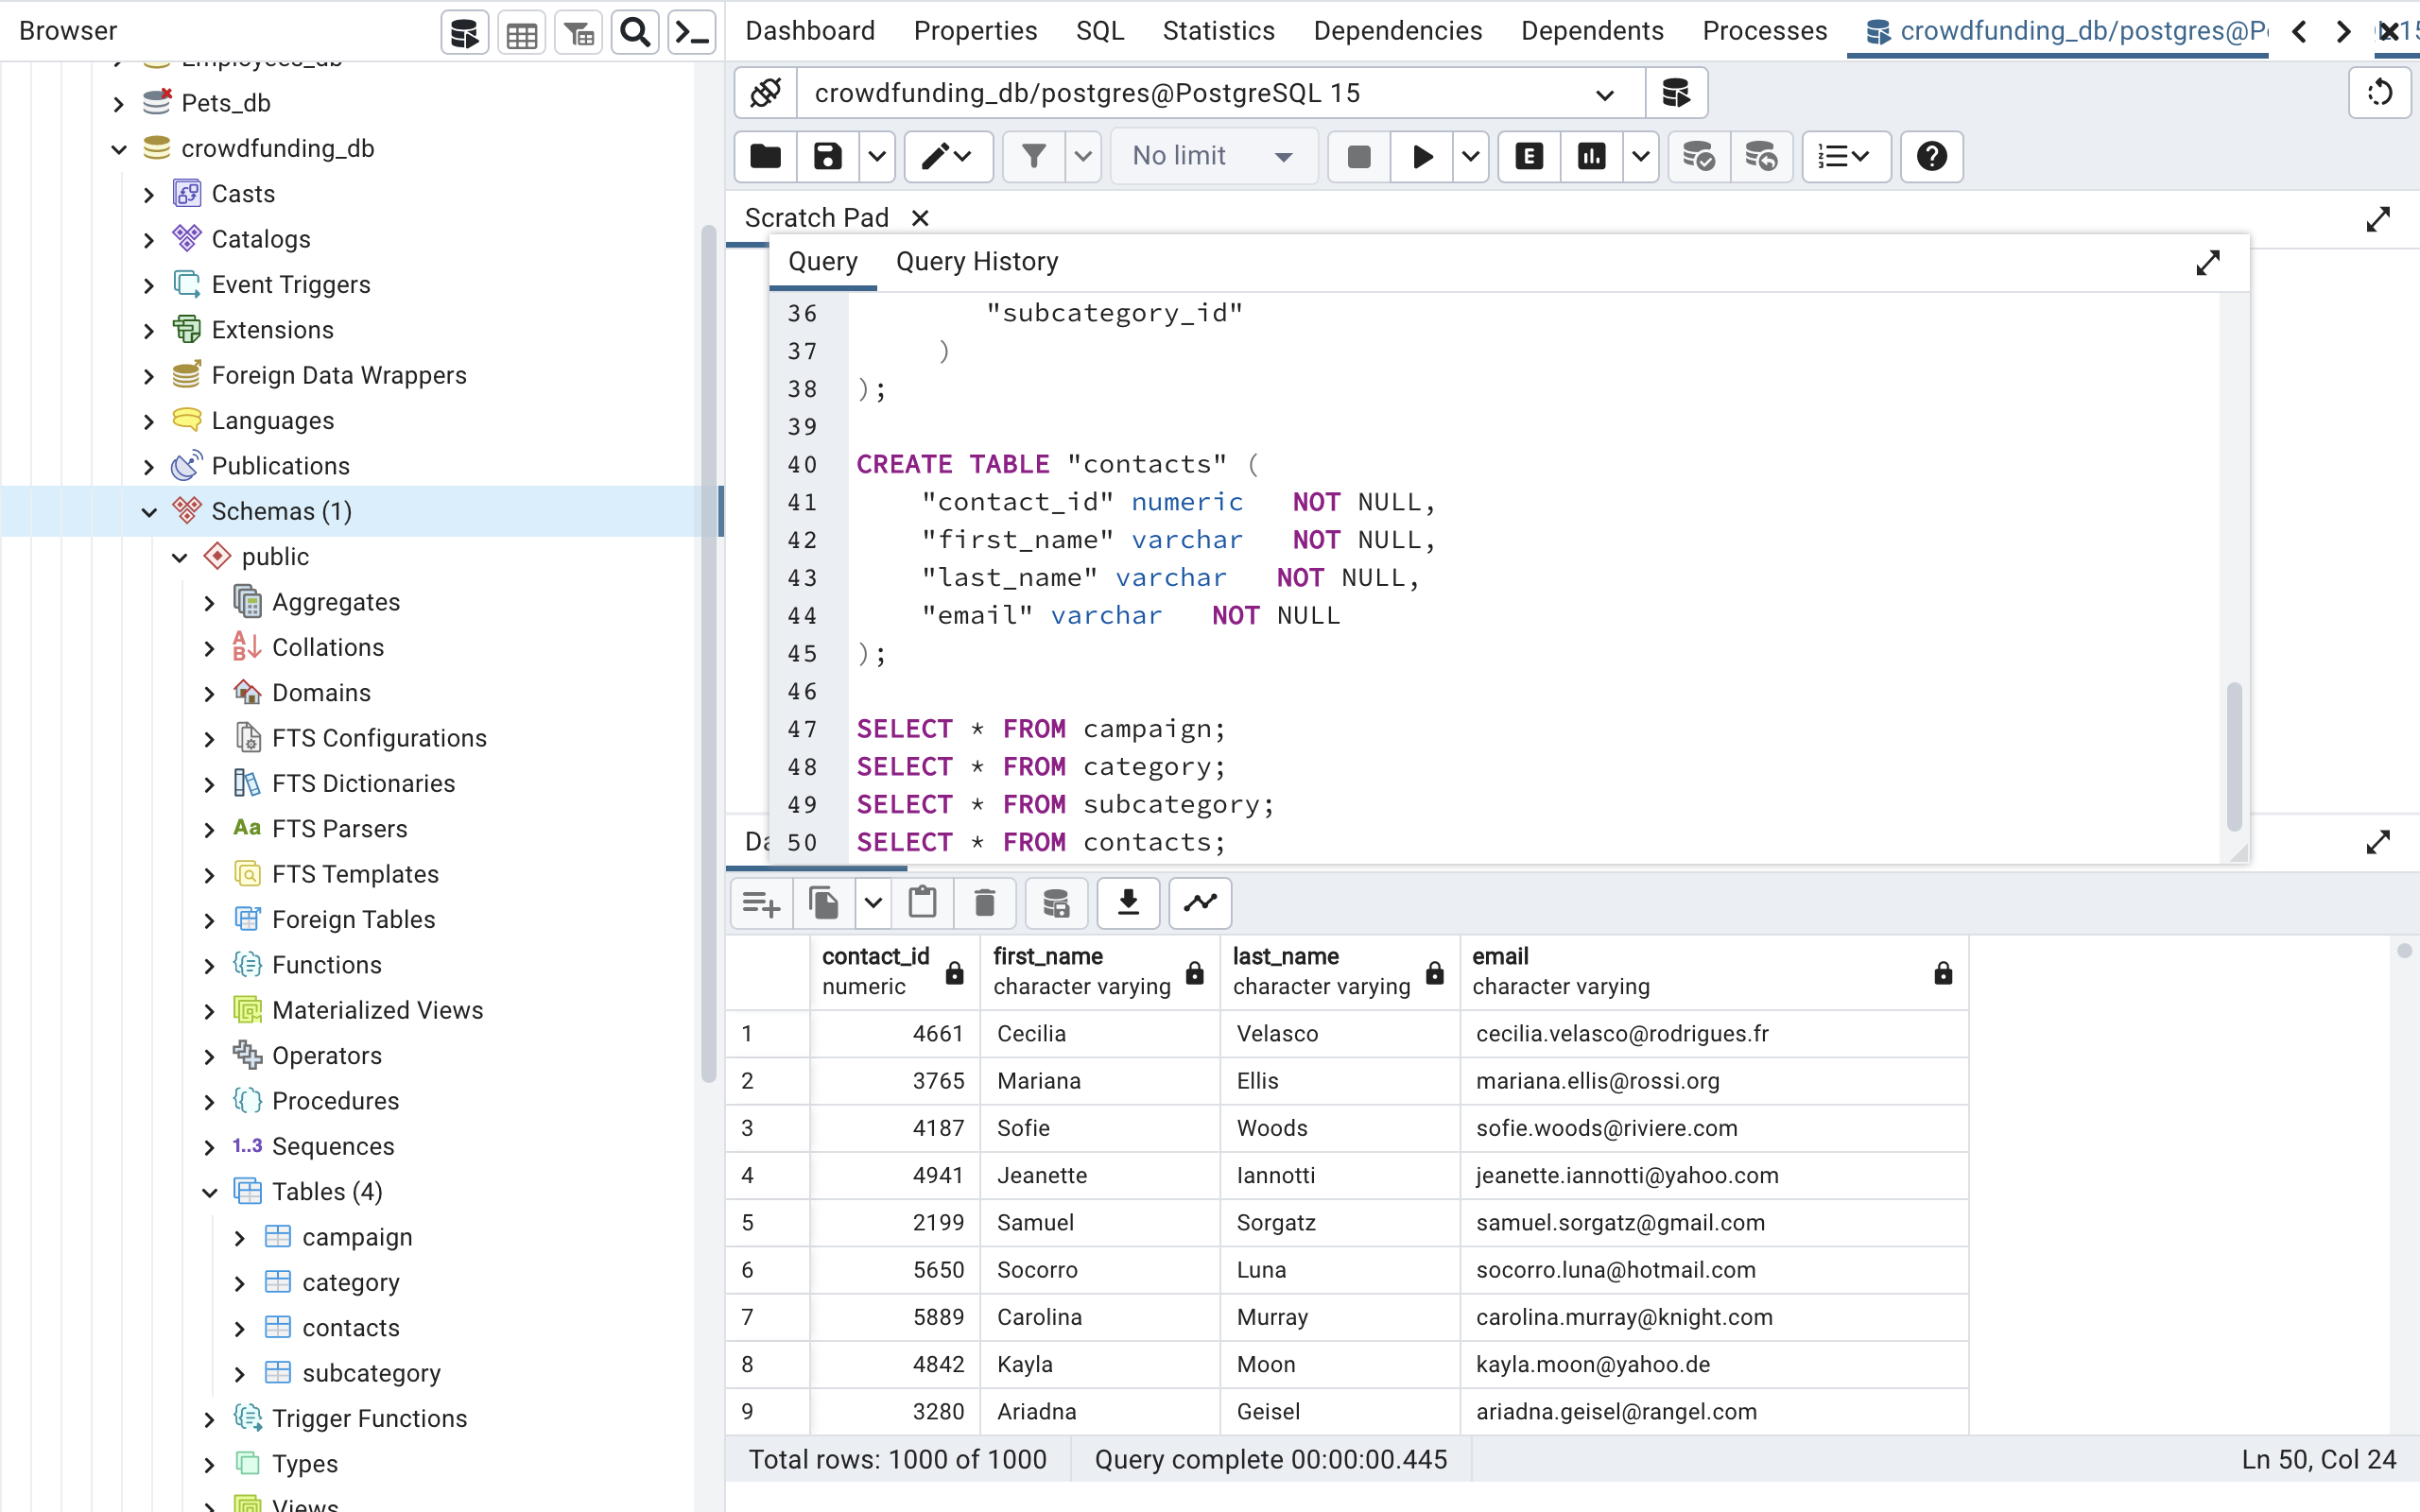 Browser
Employees_db
Pets_db
crowdfunding_db
Casts
Catalogs
Event Triggers
Extensions
Foreign Data Wrappers
Languages
Publications
Schemas (1)
public
Aggregates
Collations
Domains
FTS Configurations
FTS Dictionaries
Aa FTS Parsers
FTS Templates
Foreign Tables
Functions
Materialized Views
Operators
Procedures
1..3 Sequences
Tables (4)
campaign
category
contacts
subcategory
Trigger Functions
Types
Views
Dashboard Properties SQL Statistics Dependencies Dependents Processes crowdfunding_db/postgres@P
crowdfunding_db/postgres@PostgreSQL 15
No limit
E
Scratch Pad
Query Query History
36 "subcategory_id"
37 )
38 );
39
40 CREATE TABLE "contacts" (
41 "contact_id" numeric NOT NULL,
42 "first_name" varchar NOT NULL,
43 "last_name" varchar NOT NULL,
44 "email" varchar NOT NULL
45 );
46
47 SELECT * FROM campaign;
48 SELECT * FROM category;
49 SELECT * FROM subcategory;
50 SELECT * FROM contacts;
contact_id first_name last_name email
numeric character varying character varying character varying
1 4661 Cecilia Velasco cecilia.velasco@rodrigues.fr
2 3765 Mariana Ellis mariana.ellis@rossi.org
3 4187 Sofie Woods sofie.woods@riviere.com
4 4941 Jeanette Iannotti jeanette.iannotti@yahoo.com
5 2199 Samuel Sorgatz samuel.sorgatz@gmail.com
6 5650 Socorro Luna socorro.luna@hotmail.com
7 5889 Carolina Murray carolina.murray@knight.com
8 4842 Kayla Moon kayla.moon@yahoo.de
9 3280 Ariadna Geisel ariadna.geisel@rangel.com
Total rows: 1000 of 1000 Query complete 00:00:00.445 Ln 50, Col 24